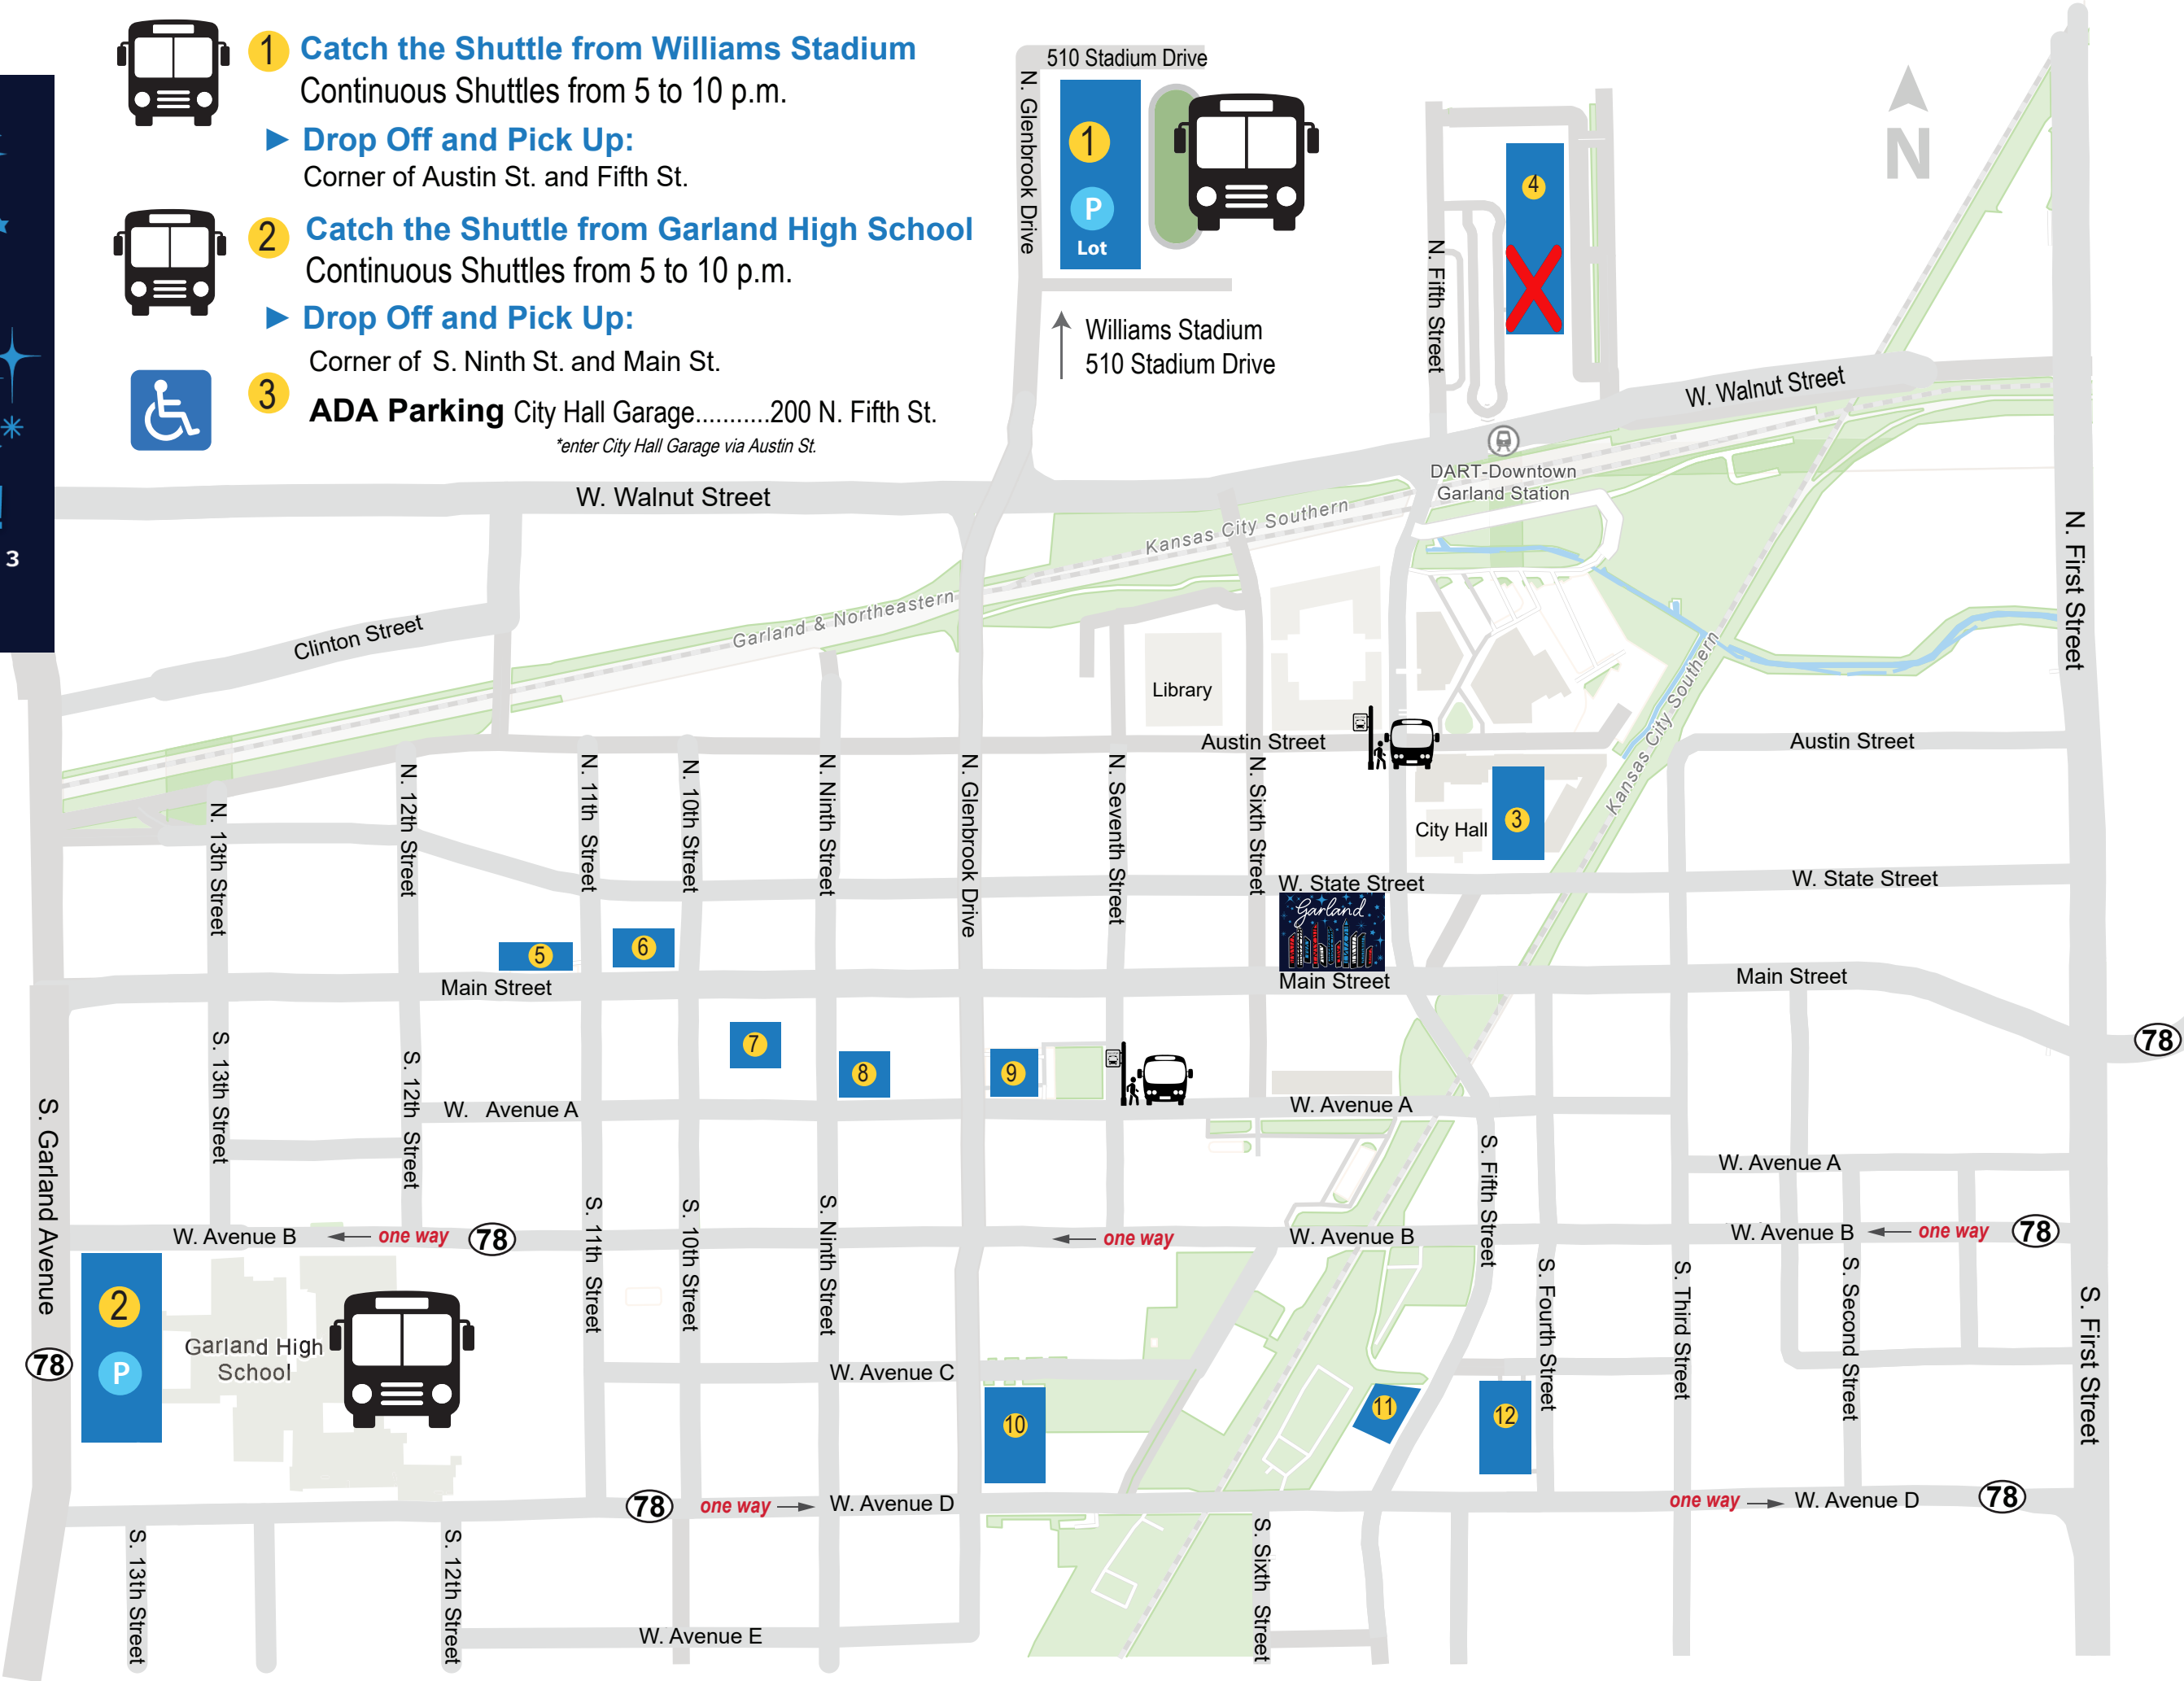 1 Catch the Shuttle from Williams Stadium
Continuous Shuttles from 5 to 10 p.m.
Drop Off and Pick Up:
Corner of Austin St. and Fifth St.
2 Catch the Shuttle from Garland High School
Continuous Shuttles from 5 to 10 p.m.
Drop Off and Pick Up:
Corner of S. Ninth St. and Main St.
3 ADA Parking City Hall Garage...........200 N. Fifth St.
*enter City Hall Garage via Austin St.
!
3
510 Stadium Drive
N. Glenbrook Drive
1
P
Lot
Williams Stadium
510 Stadium Drive
4
N. Fifth Street
N
W. Walnut Street
W. Walnut Street
DART-Downtown
Garland Station
Kansas City Southern
Garland & Northeastern
Clinton Street
N. First Street
Library
Kansas City Southern
Austin Street
Austin Street
N. 13th Street
N. 12th Street
N. 11th Street
N. 10th Street
N. Ninth Street
N. Glenbrook Drive
N. Seventh Street
N. Sixth Street
City Hall
3
W. State Street
W. State Street
Garland
5
6
Main Street
Main Street
Main Street
78
7
8
9
S. 13th Street
S. 12th Street
W. Avenue A
W. Avenue A
W. Avenue A
S. Garland Avenue
S. 11th Street
S. 10th Street
S. Ninth Street
S. Fifth Street
W. Avenue B
one way
78
one way
W. Avenue B
W. Avenue B
one way
78
2
P
Garland High
School
78
S. Fourth Street
S. Third Street
S. Second Street
S. First Street
W. Avenue C
10
11
12
78
one way
W. Avenue D
one way
W. Avenue D
78
S. 13th Street
S. 12th Street
S. Sixth Street
W. Avenue E